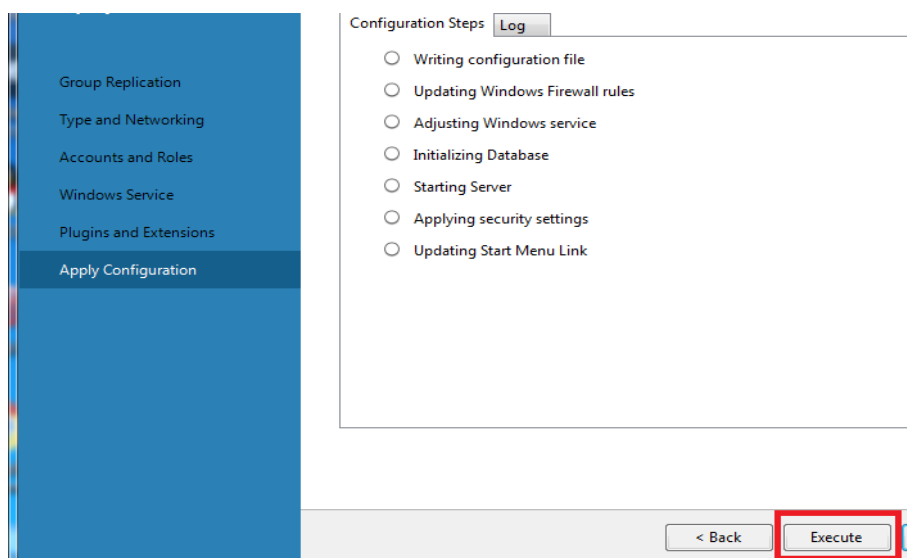 Configuration Steps Log
Writing configuration file
Group Replication
Updating Windows Firewall rules
Type and Networking
Adjusting Windows service
Accounts and Roles
Initializing Database
Windows Service
Starting Server
Plugins and Extensions
Applying security settings
Apply Configuration
Updating Start Menu Link
< Back
Execute